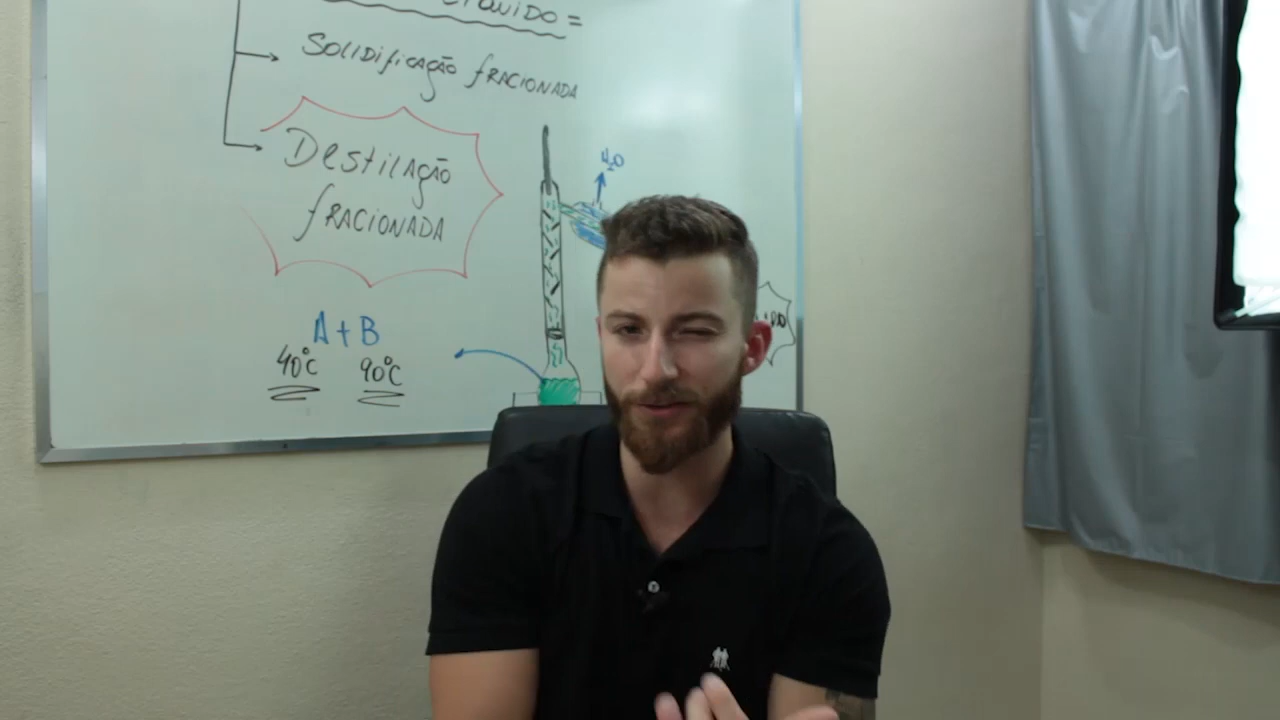 Solidificação fracionada
Destilação
fracionada
A + B
40°C 90°C
H₂O